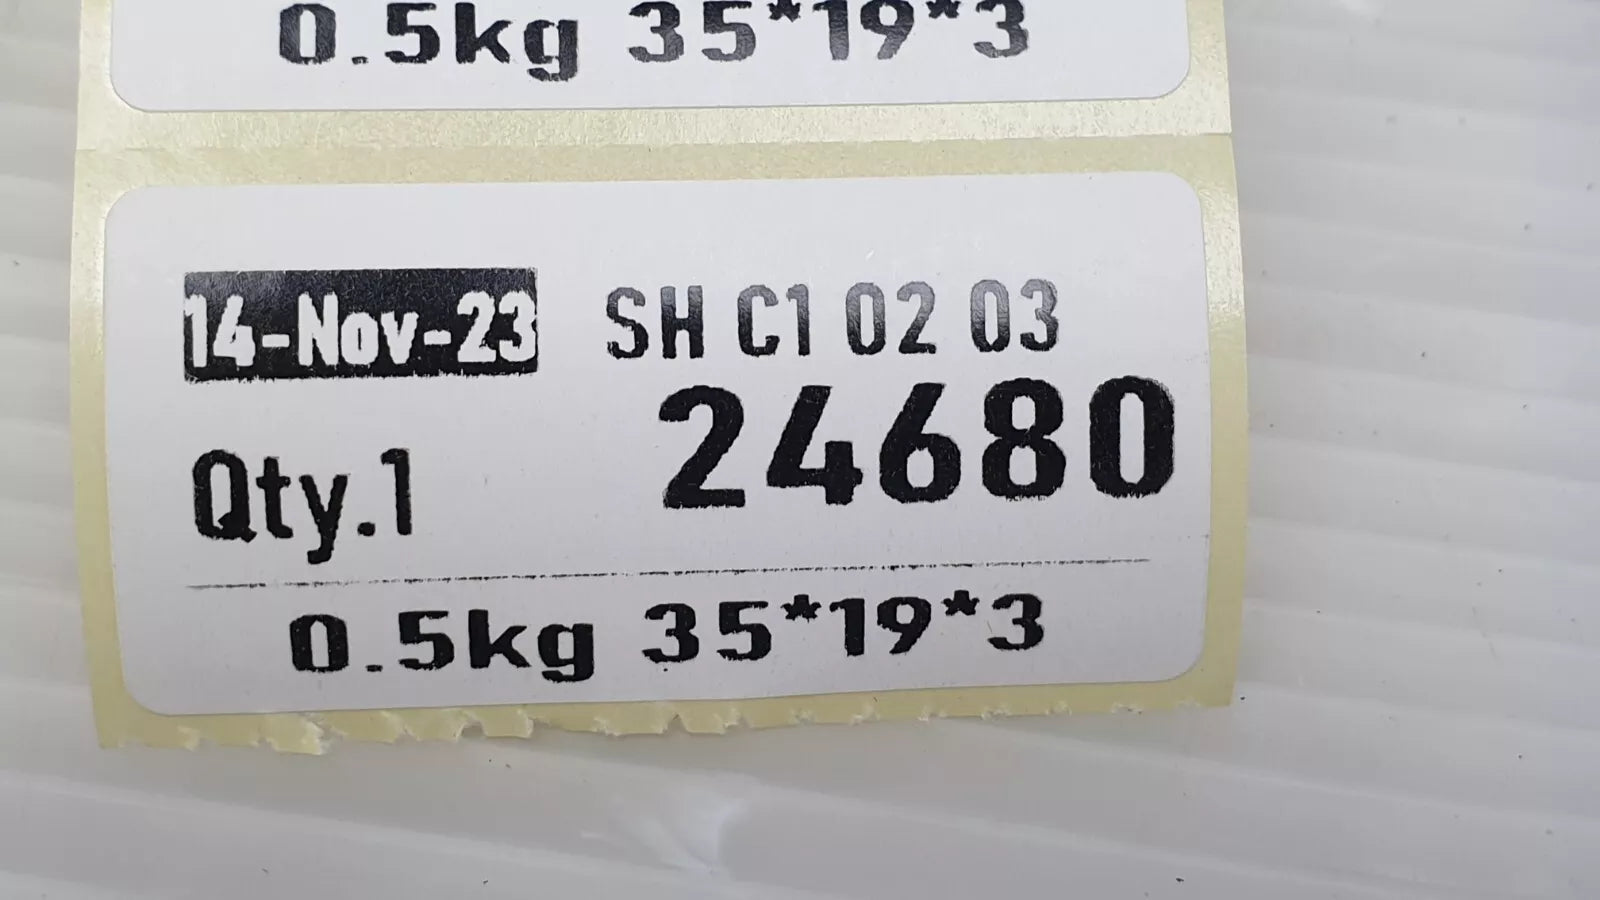 0.5kg 35*19*3
14-Nov-23 SH C1 02 03
24680
Qty.1
0.5kg 35*19*3